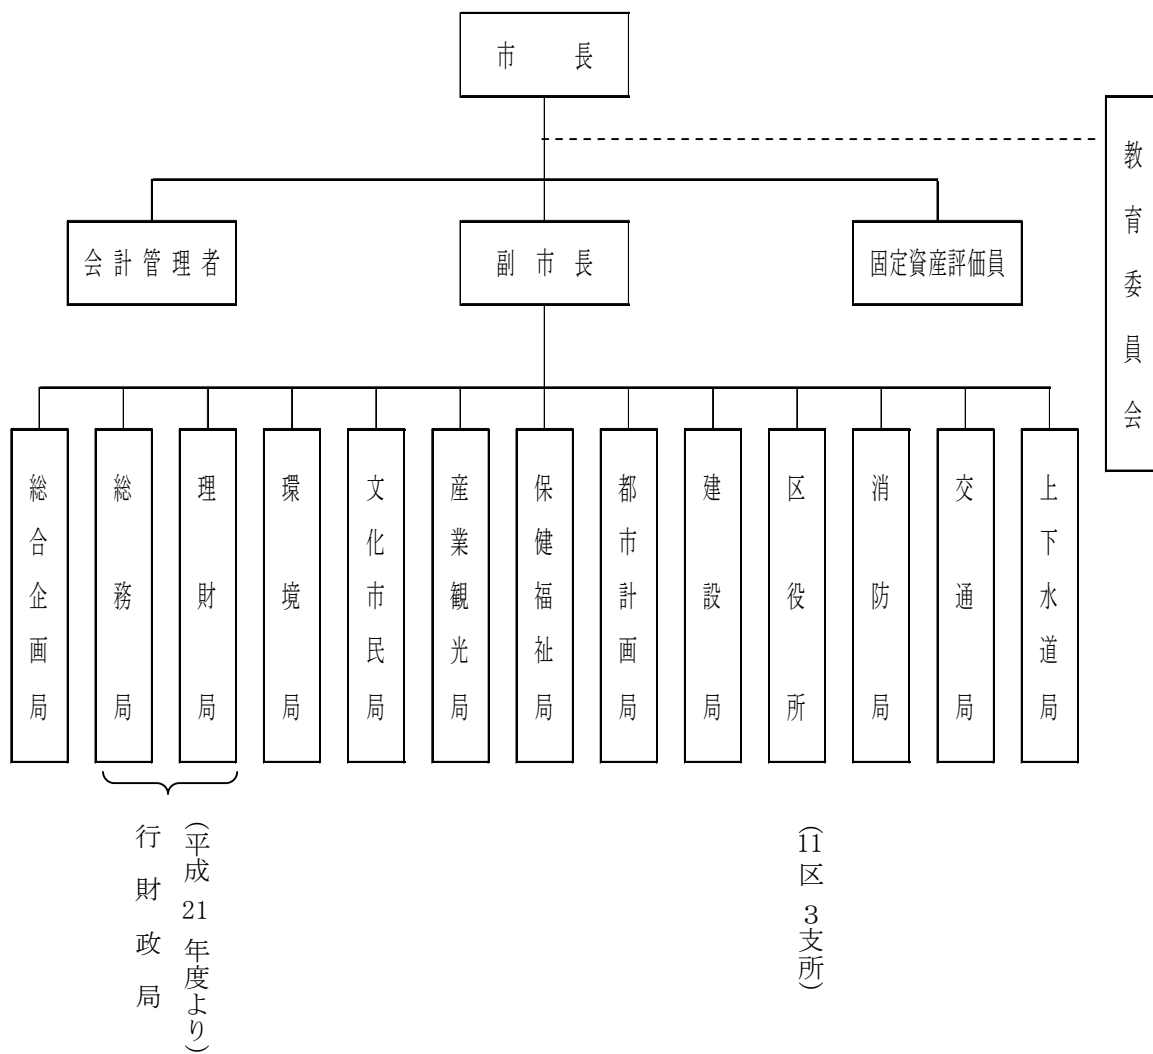 市長
教育委員会
会計管理者
副市長
固定資産評価員
総合企画局
総務局
理財局
環境局
文化市民局
産業観光局
保健福祉局
都市計画局
建設局
区役所
消防局
交通局
上下水道局
(平成21年度より)
行財政局
(11区3支所)